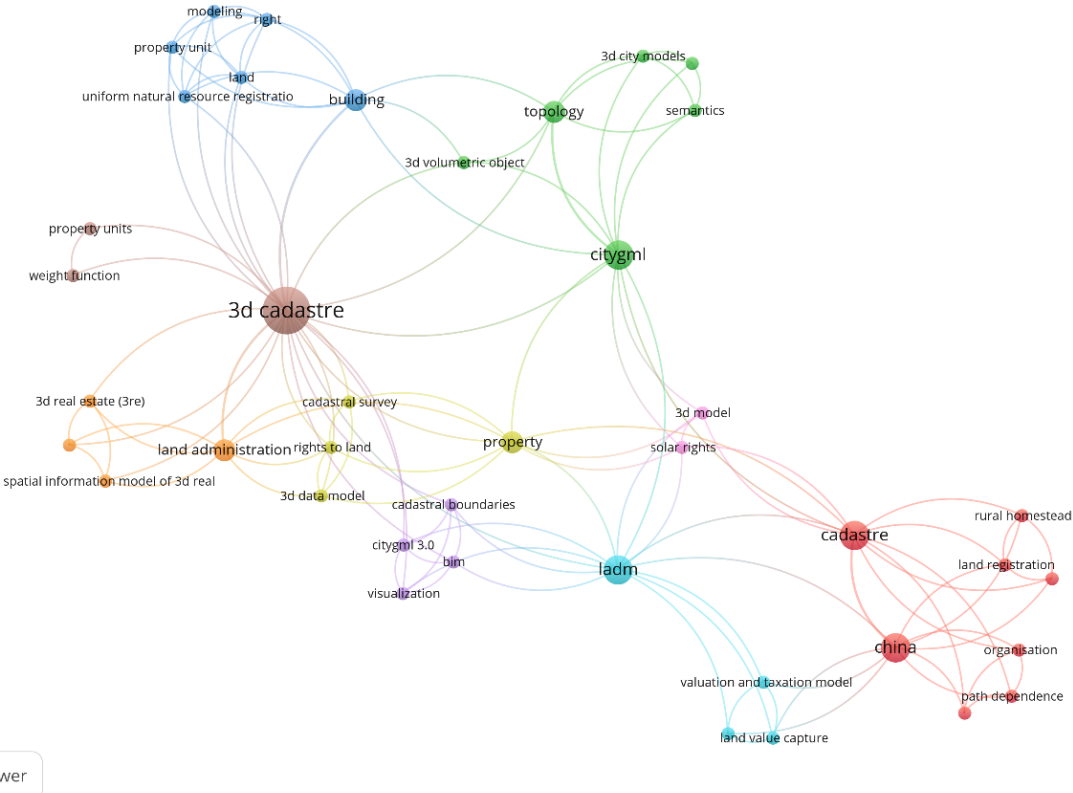 modeling
right
property unit
3d city models
land
uniform natural resource registratio
building
topology
semantics
3d volumetric object
property units
citygml
weight function
3d cadastre
3d real estate (3re)
cadastral survey
3d model
land administration
rights to land
property
solar rights
spatial information model of 3d real
3d data model
cadastral boundaries
rural homestead
cadastre
citygml 3.0
bim
ladm
land registration
visualization
china
organisation
valuation and taxation model
path dependence
land value capture
wer